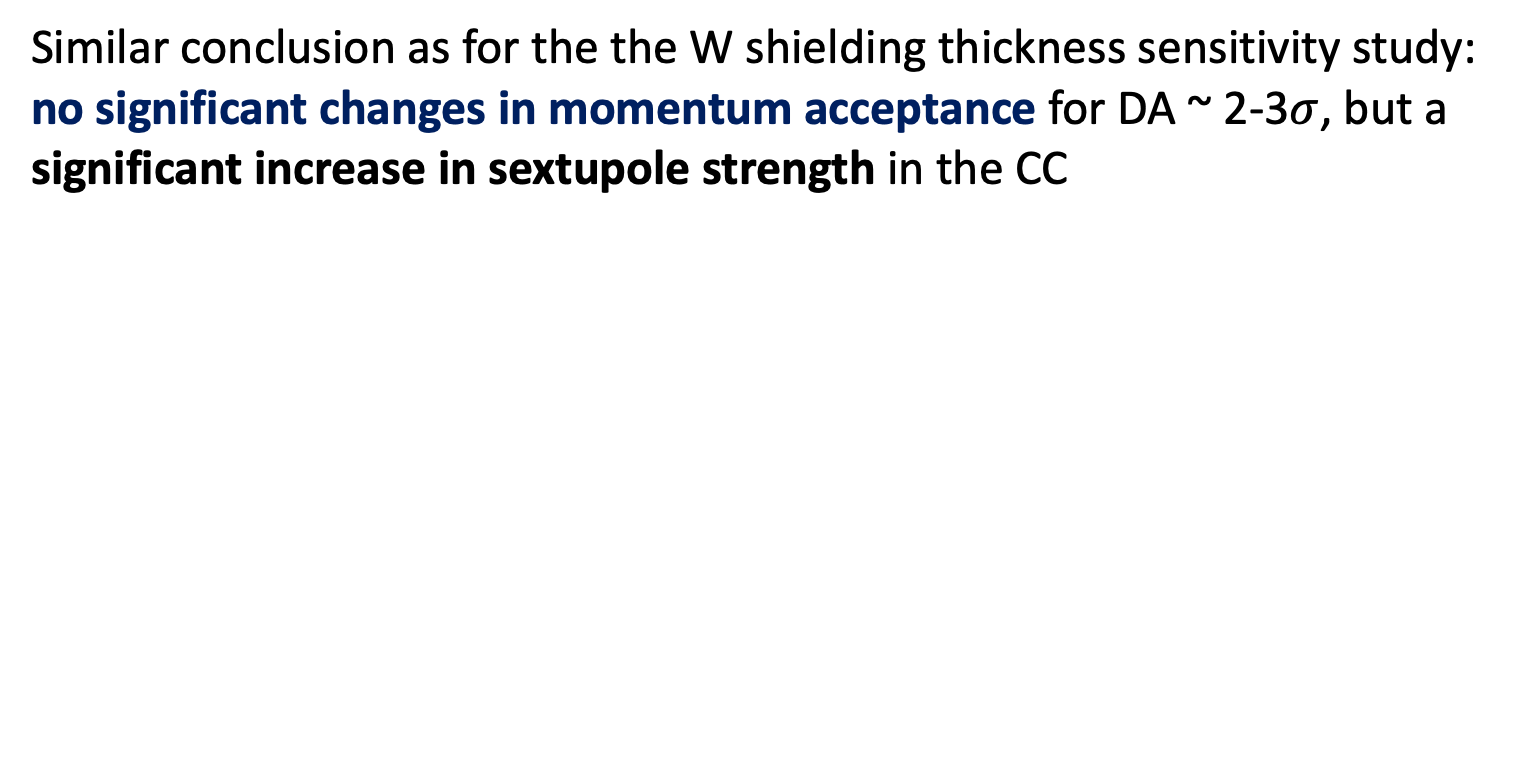 Similar conclusion as for the the W shielding thickness sensitivity study:
no significant changes in momentum acceptance for DA ~ 2-3σ, but a
significant increase in sextupole strength in the CC